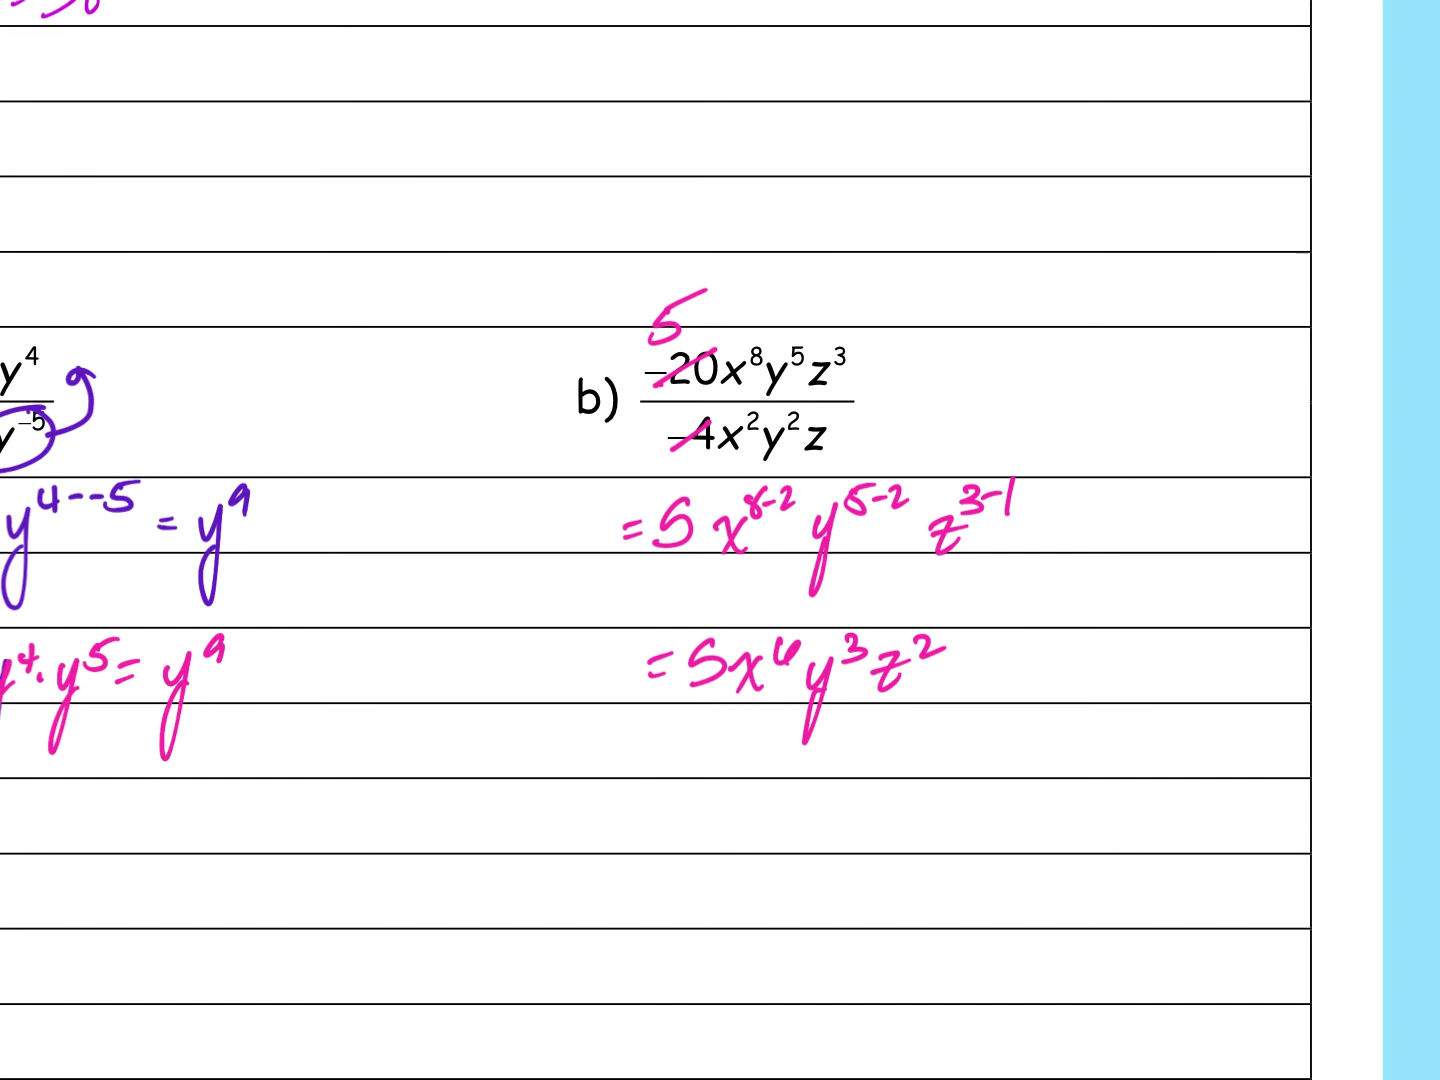 5
y⁴ / y⁻⁵
b) -20x⁸y⁵z³ / -4x²y²z
y⁴⁻⁻⁵ = y⁹
= 5 x⁸⁻² y⁵⁻² z³⁻¹
y⁴·y⁵ = y⁹
= 5x⁶y³z²